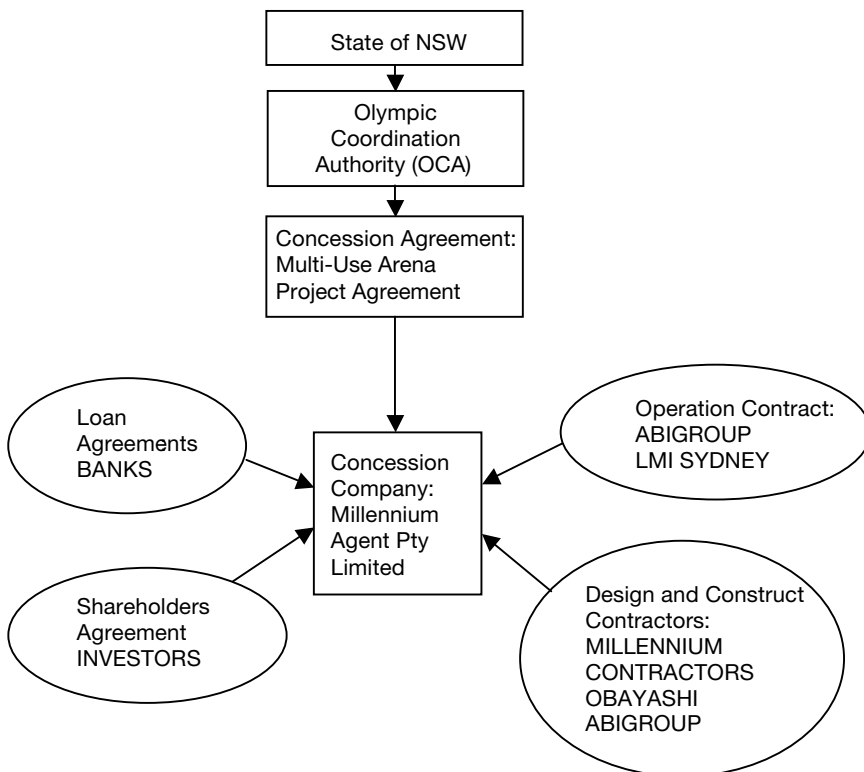 State of NSW
Olympic
Coordination
Authority (OCA)
Concession Agreement:
Multi-Use Arena
Project Agreement
Loan
Agreements
BANKS
Operation Contract:
ABIGROUP
LMI SYDNEY
Concession
Company:
Millennium
Agent Pty
Limited
Shareholders
Agreement
INVESTORS
Design and Construct
Contractors:
MILLENNIUM
CONTRACTORS
OBAYASHI
ABIGROUP